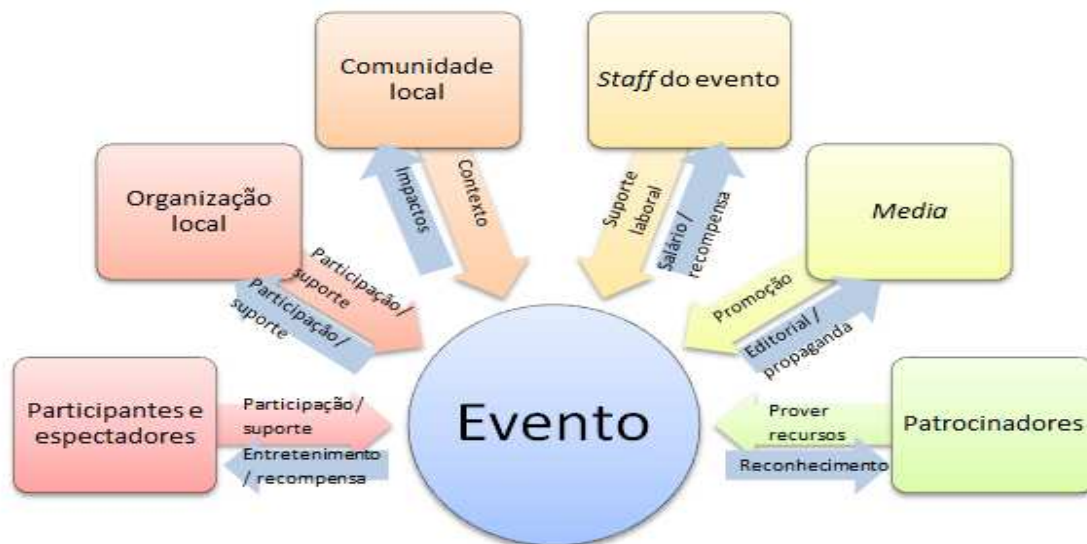 Comunidade
local
Staff do evento
Organização
local
Media
Impactos
Contexto
Suporte
laboral
Salário /
recompensa
Participação/
suporte
Participação/
suporte
Promoção
Editorial /
propaganda
Participantes e
espectadores
Participação/
suporte
Entretenimento
/ recompensa
Evento
Prover
recursos
Reconhecimento
Patrocinadores